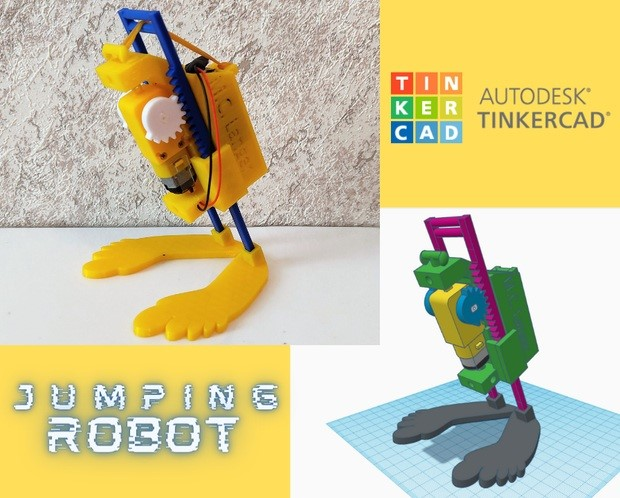 TIN
KER
CAD
AUTODESK®
TINKERCAD®
JUMPING
ROBOT